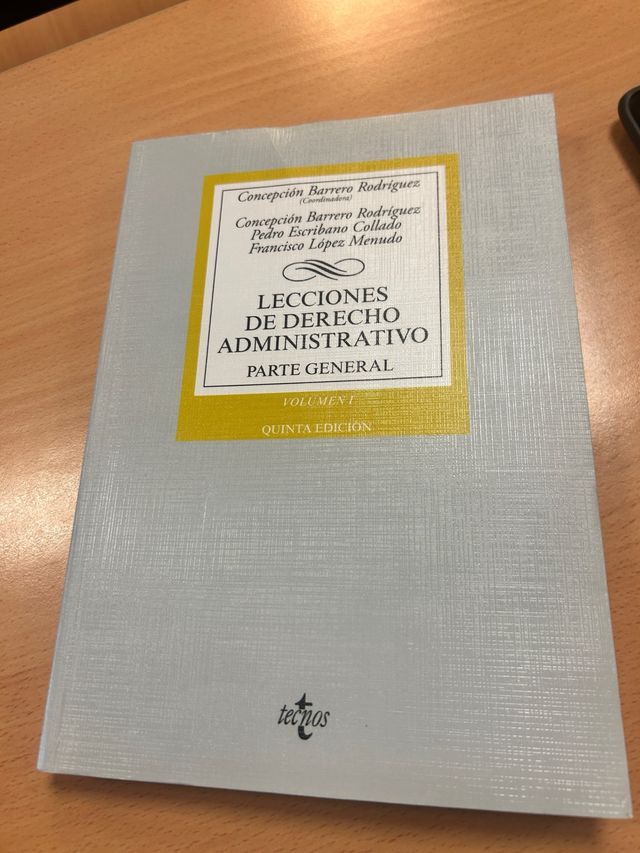 Concepción Barrero Rodríguez
(Coordinadora)
Concepción Barrero Rodríguez
Pedro Escribano Collado
Francisco López Menudo
LECCIONES
DE DERECHO
ADMINISTRATIVO
PARTE GENERAL
VOLUMEN I
QUINTA EDICIÓN
tecnos